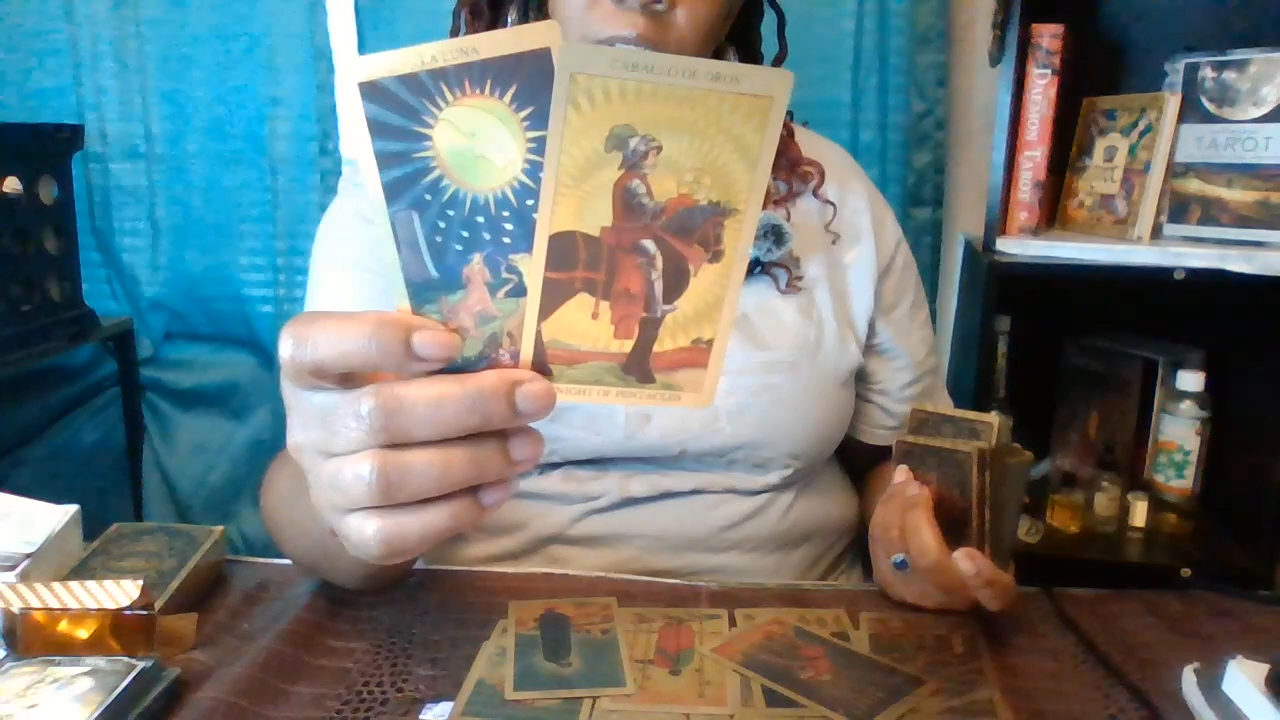 LA LUNA
CABALLO DE OROS
KNIGHT OF PENTACLES
DAEMON TAROT
TAROT